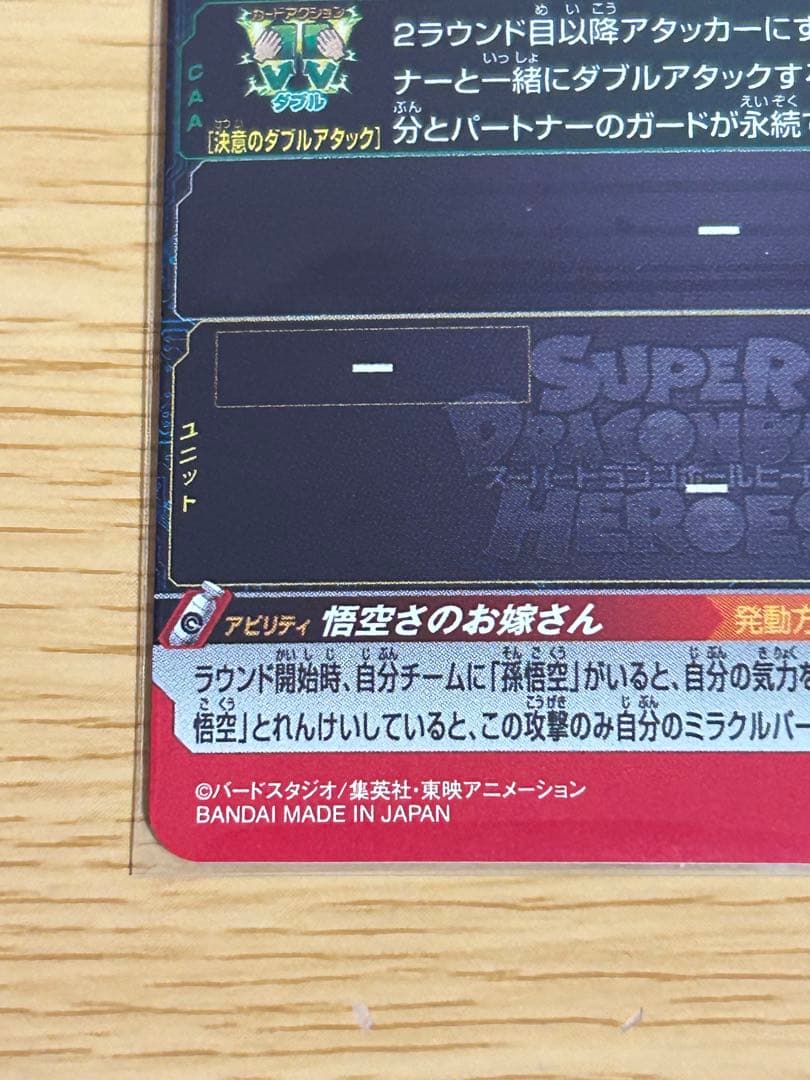 カードアクション
ダブル
[決意のダブルアタック]
CAA
2ラウンド目以降アタッカーにす
ナーと一緒にダブルアタックする
分とパートナーのガードが永続で
ー
ー
ユニット
SUPER
DRAGONBA
スーパードラゴンボールヒー
HEROES
ー
アビリティ 悟空さのお嫁さん 発動方
ラウンド開始時、自分チームに「孫悟空」がいると、自分の気力を
悟空」とれんけいしていると、この攻撃のみ自分のミラクルパー
©バードスタジオ/集英社・東映アニメーション
BANDAI MADE IN JAPAN